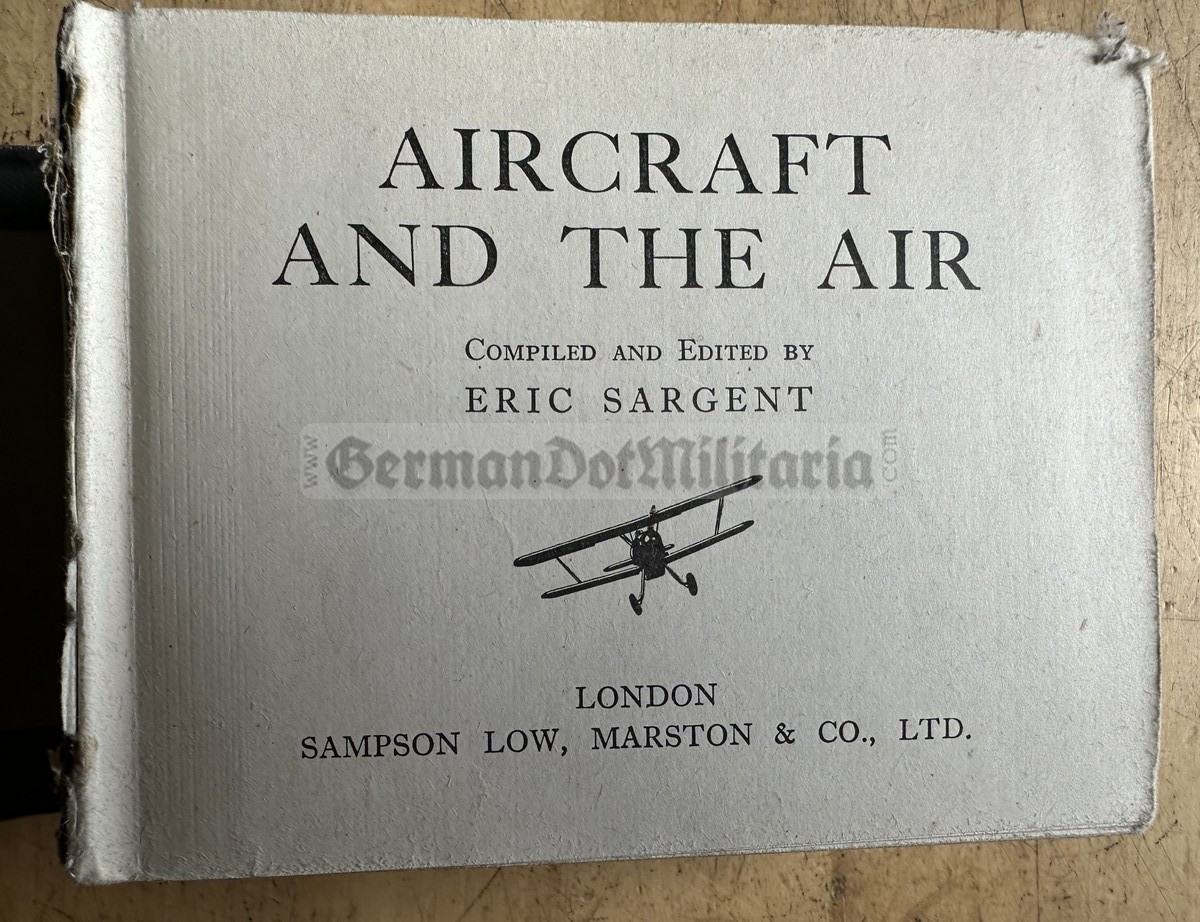 AIRCRAFT
AND THE AIR
COMPILED AND EDITED BY
ERIC SARGENT
www GermanDotMilitaria .com
LONDON
SAMPSON LOW, MARSTON & CO., LTD.